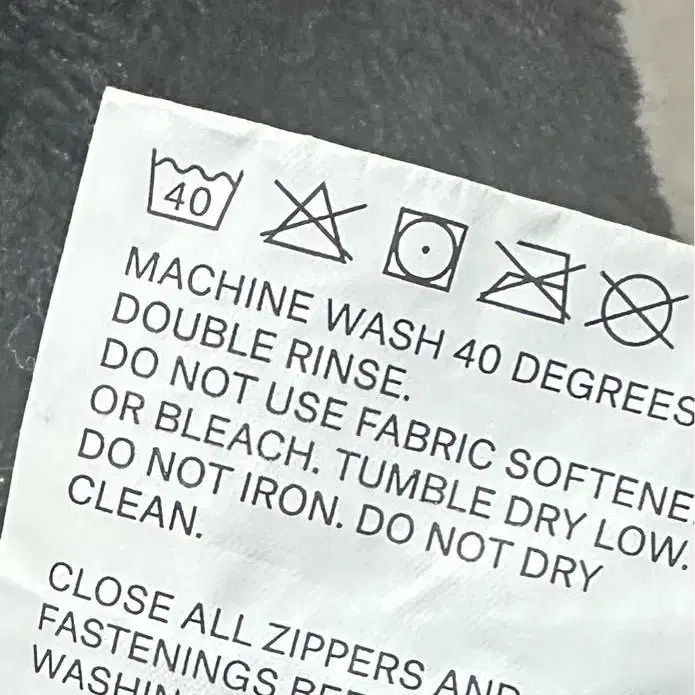 40
MACHINE WASH 40 DEGREES
DOUBLE RINSE.
DO NOT USE FABRIC SOFTENE
OR BLEACH. TUMBLE DRY LOW.
DO NOT IRON. DO NOT DRY
CLEAN.
CLOSE ALL ZIPPERS AND
FASTENINGS